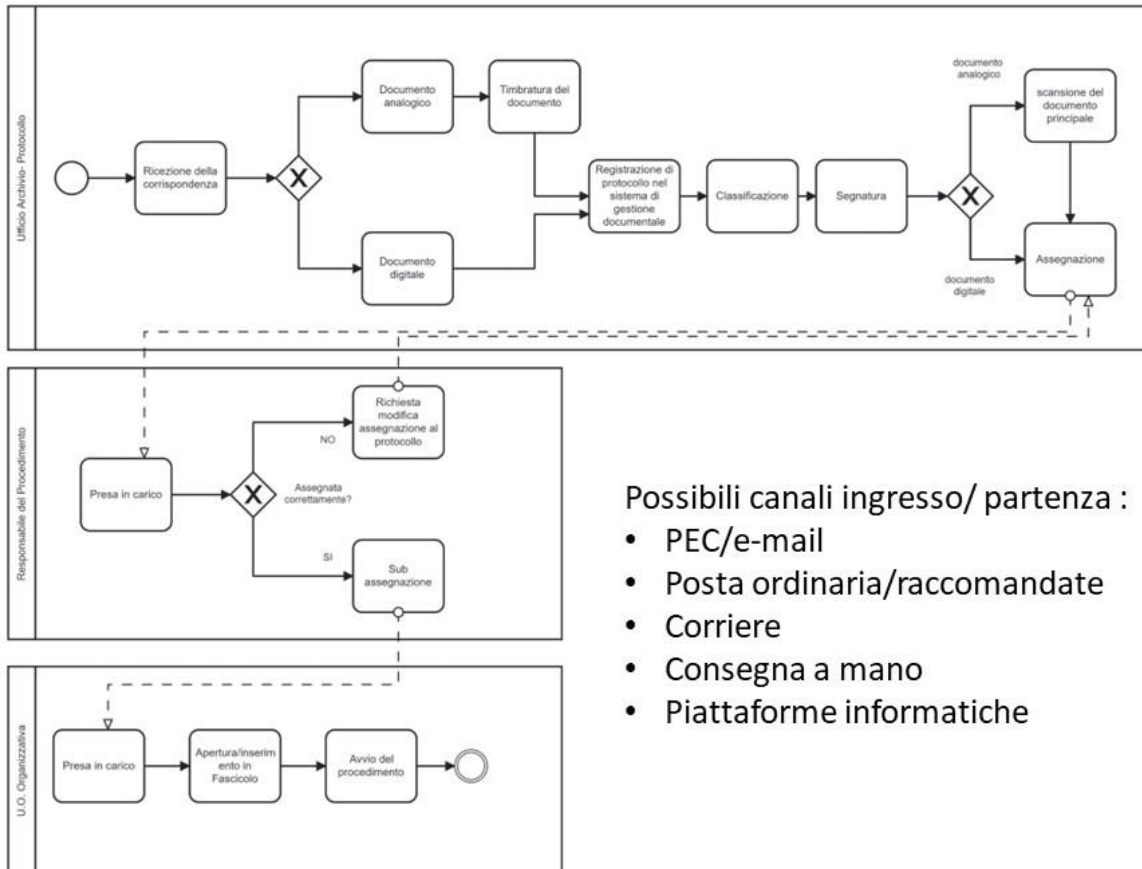 Ufficio Archivio- Protocollo
Ricezione della
corrispondenza
X
Documento
analogico
Timbratura del
documento
Documento
digitale
Registrazione di
protocollo nel
sistema di
gestione
documentale
Classificazione
Segnatura
X
documento
analogico
scansione del
documento
principale
documento
digitale
Assegnazione
Responsabile del Procedimento
Presa in carico
X
Assegnata
correttamente?
NO
Richiesta
modifica
assegnazione al
protocollo
SI
Sub
assegnazione
U.O. Organizzativa
Presa in carico
Apertura/inserim
ento in
Fascicolo
Avvio del
procedimento
Possibili canali ingresso/ partenza :
• PEC/e-mail
• Posta ordinaria/raccomandate
• Corriere
• Consegna a mano
• Piattaforme informatiche